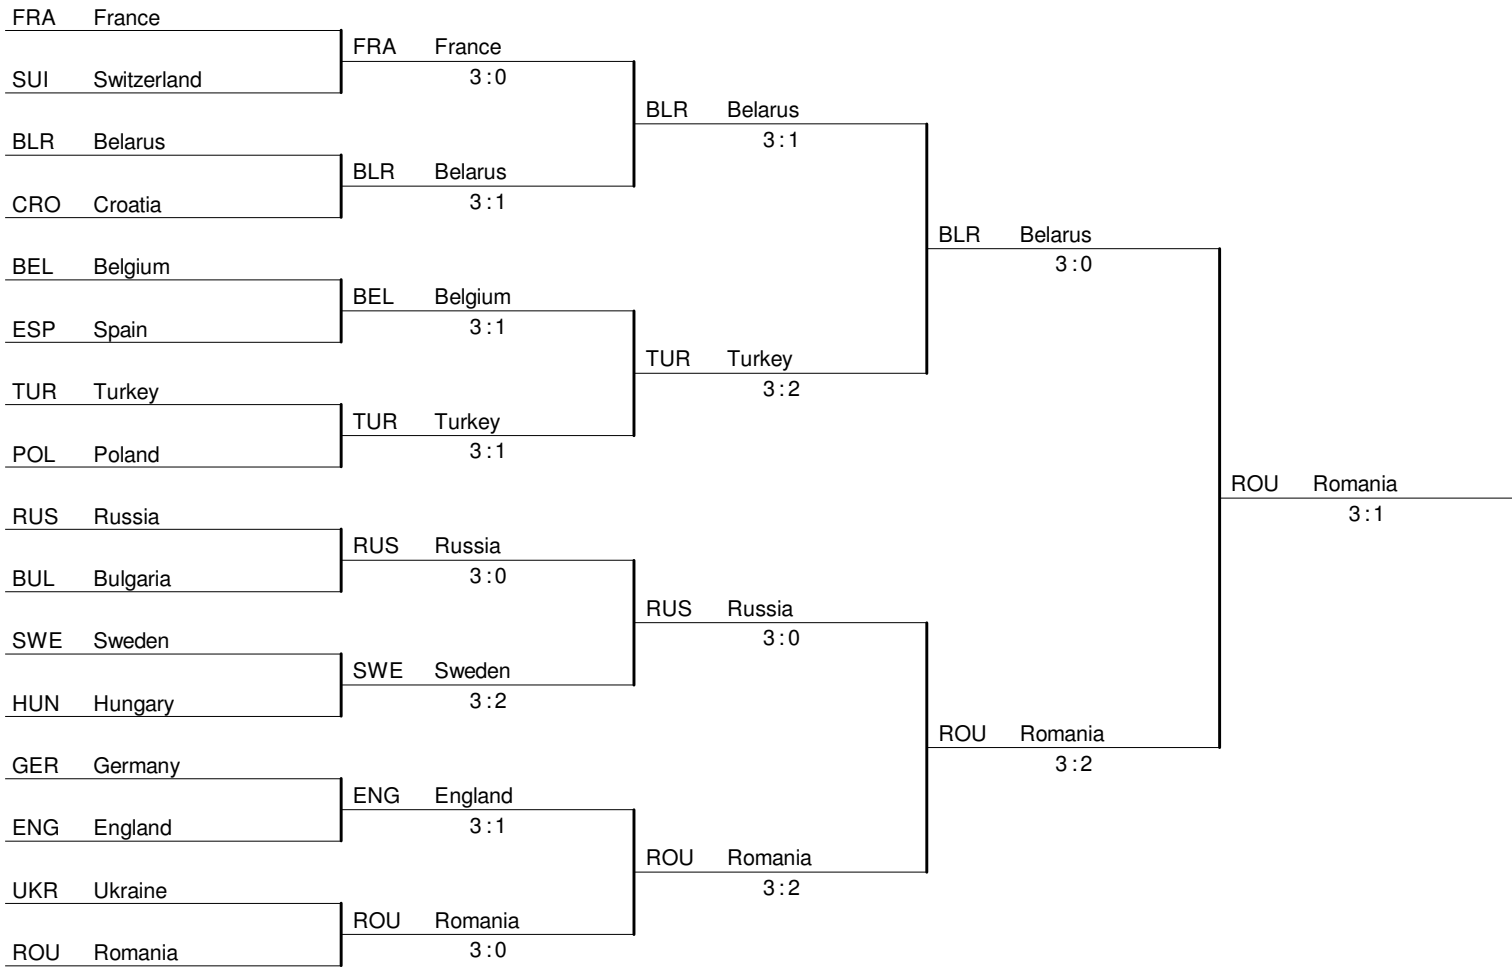 FRA France
FRA France
3:0
SUI Switzerland
BLR Belarus
3:1
BLR Belarus
BLR Belarus
3:1
CRO Croatia
BLR Belarus
3:0
BEL Belgium
BEL Belgium
3:1
ESP Spain
TUR Turkey
3:2
TUR Turkey
TUR Turkey
3:1
POL Poland
ROU Romania
3:1
RUS Russia
RUS Russia
3:0
BUL Bulgaria
RUS Russia
3:0
SWE Sweden
SWE Sweden
3:2
HUN Hungary
ROU Romania
3:2
GER Germany
ENG England
3:1
ENG England
ROU Romania
3:2
UKR Ukraine
ROU Romania
3:0
ROU Romania